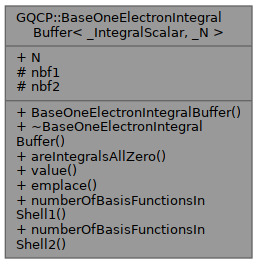 GQCP::BaseOneElectronIntegral
Buffer< _IntegralScalar, _N >
+ N
# nbf1
# nbf2
+ BaseOneElectronIntegralBuffer()
+ ~BaseOneElectronIntegral
Buffer()
+ areIntegralsAllZero()
+ value()
+ emplace()
+ numberOfBasisFunctionsIn
Shell1()
+ numberOfBasisFunctionsIn
Shell2()